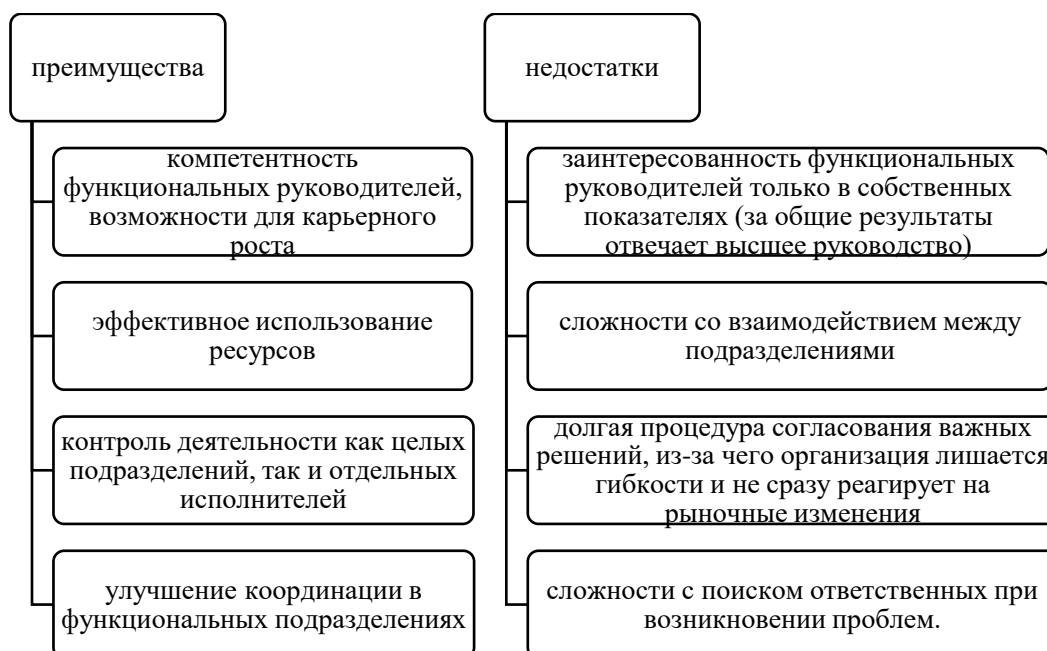 преимущества
компетентность
функциональных руководителей,
возможности для карьерного
роста
эффективное использование
ресурсов
контроль деятельности как целых
подразделений, так и отдельных
исполнителей
улучшение координации в
функциональных подразделениях
недостатки
заинтересованность функциональных
руководителей только в собственных
показателях (за общие результаты
отвечает высшее руководство)
сложности со взаимодействием между
подразделениями
долгая процедура согласования важных
решений, из-за чего организация лишается
гибкости и не сразу реагирует на
рыночные изменения
сложности с поиском ответственных при
возникновении проблем.